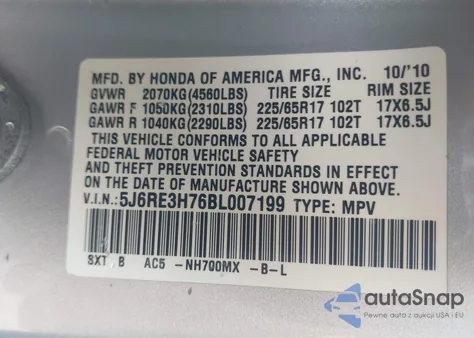 MFD. BY HONDA OF AMERICA MFG., INC. 10/'10
GVWR 2070KG(4560LBS) TIRE SIZE RIM SIZE
GAWR F 1050KG(2310LBS) 225/65R17 102T 17X6.5J
GAWR R 1040KG(2290LBS) 225/65R17 102T 17X6.5J
THIS VEHICLE CONFORMS TO ALL APPLICABLE
FEDERAL MOTOR VEHICLE SAFETY
AND THEFT PREVENTION STANDARDS IN EFFECT
ON THE DATE OF MANUFACTURE SHOWN ABOVE.
V.I.N.: 5J6RE3H76BL007199 TYPE: MPV
SXT, B AC5 -NH700MX -B-L
autoSnap
Pewne auto z USA i EU